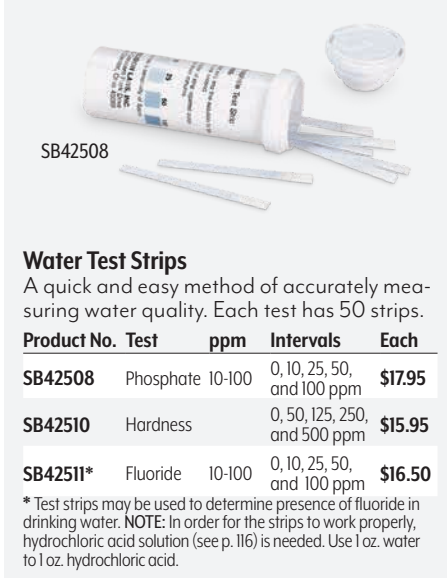 SB42508
Water Test Strips
A quick and easy method of accurately mea-
suring water quality. Each test has 50 strips.
Product No. Test ppm Intervals Each
SB42508 Phosphate 10-100 0, 10, 25, 50, and 100 ppm $17.95
SB42510 Hardness 0, 50, 125, 250, and 500 ppm $15.95
SB42511* Fluoride 10-100 0, 10, 25, 50, and 100 ppm $16.50
* Test strips may be used to determine presence of fluoride in
drinking water. NOTE: In order for the strips to work properly,
hydrochloric acid solution (see p. 116) is needed. Use 1 oz. water
to 1 oz. hydrochloric acid.